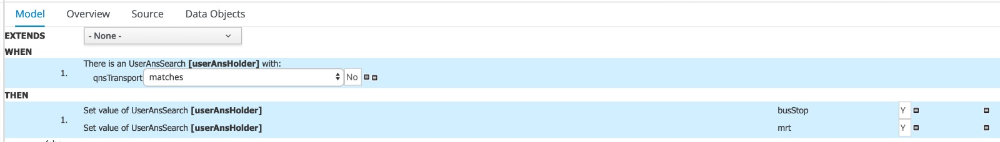 Model Overview Source Data Objects
EXTENDS - None -
WHEN
There is an UserAnsSearch [userAnsHolder] with:
1.
qnsTransport matches No
THEN
Set value of UserAnsSearch [userAnsHolder] busStop Y
1.
Set value of UserAnsSearch [userAnsHolder] mrt Y